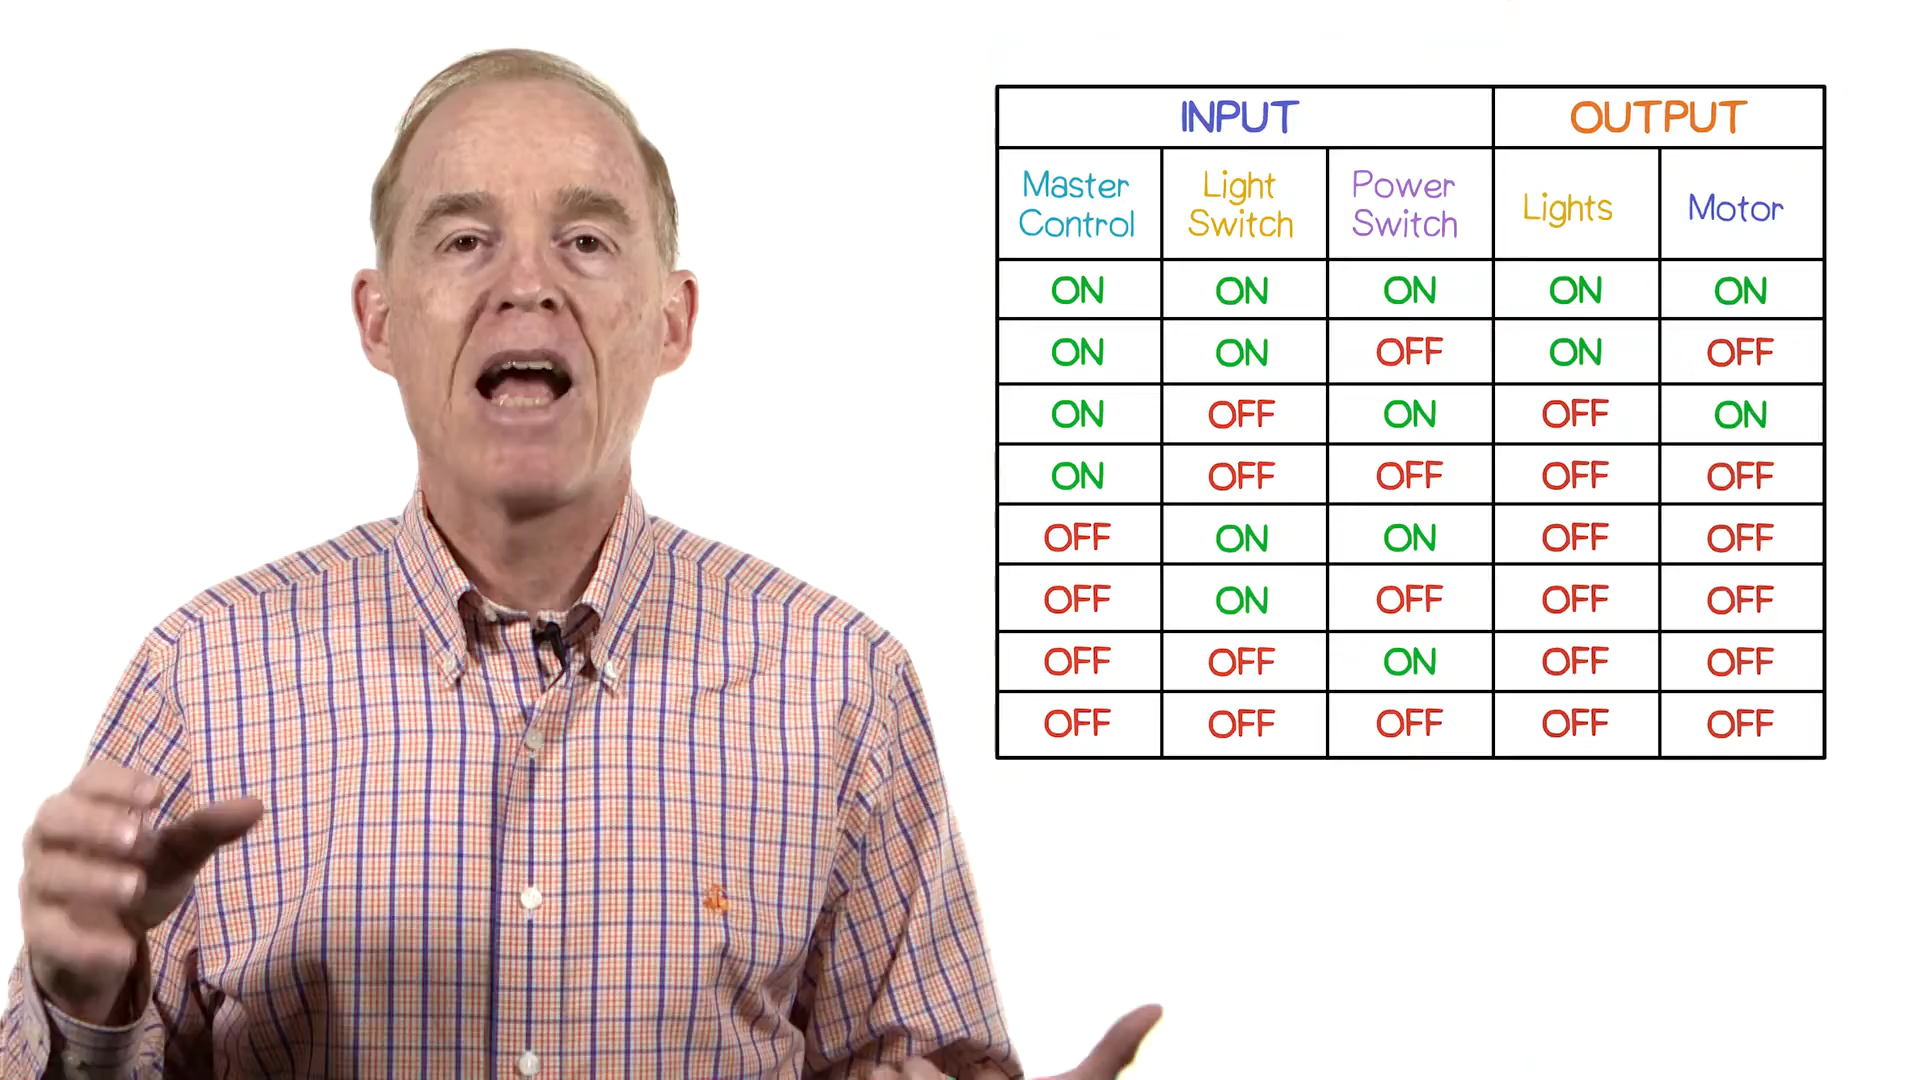 INPUT OUTPUT
Master Control Light Switch Power Switch Lights Motor
ON ON ON ON ON
ON ON OFF ON OFF
ON OFF ON OFF ON
ON OFF OFF OFF OFF
OFF ON ON OFF OFF
OFF ON OFF OFF OFF
OFF OFF ON OFF OFF
OFF OFF OFF OFF OFF